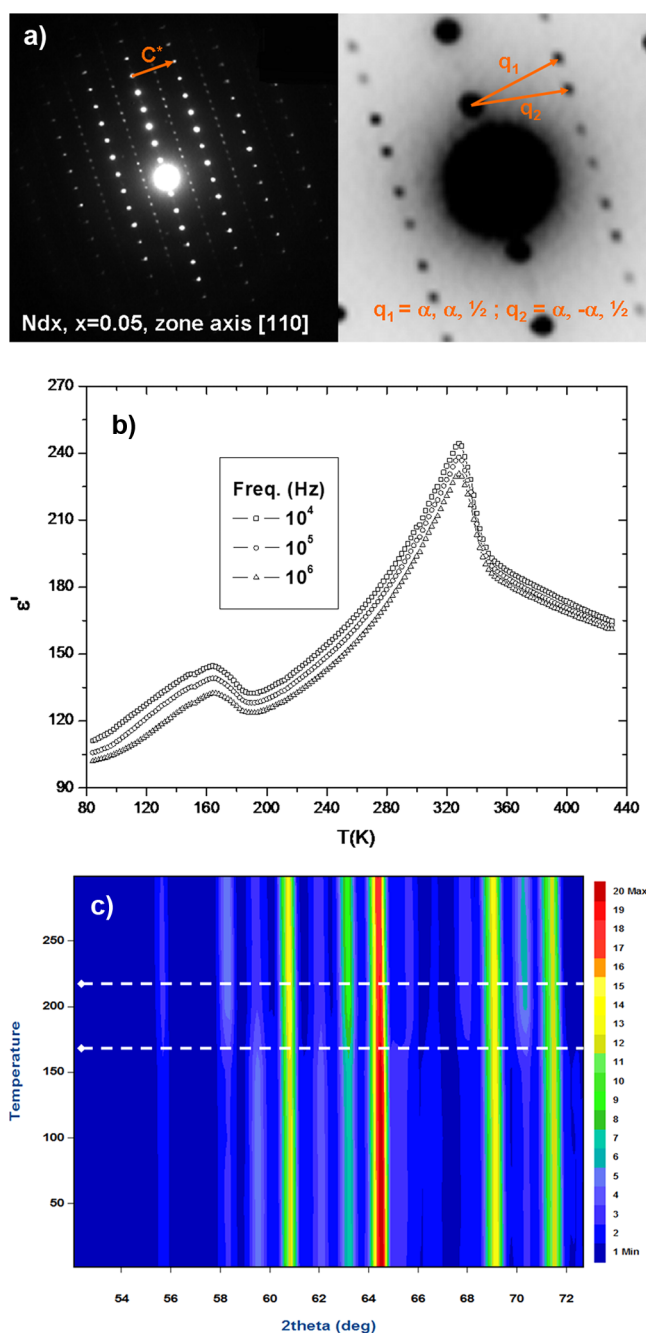 a)
C*
q1
q2
Ndx, x=0.05, zone axis [110]
q1 = α, α, ½ ; q2 = α, -α, ½
b)
270
240
210
180
150
120
90
ε'
Freq. (Hz)
10^4
10^5
10^6
80 120 160 200 240 280 320 360 400 440
T(K)
c)
Temperature
250
200
150
100
50
54 56 58 60 62 64 66 68 70 72
2theta (deg)
20 Max
19
18
17
16
15
14
13
12
11
10
9
8
7
6
5
4
3
2
1 Min